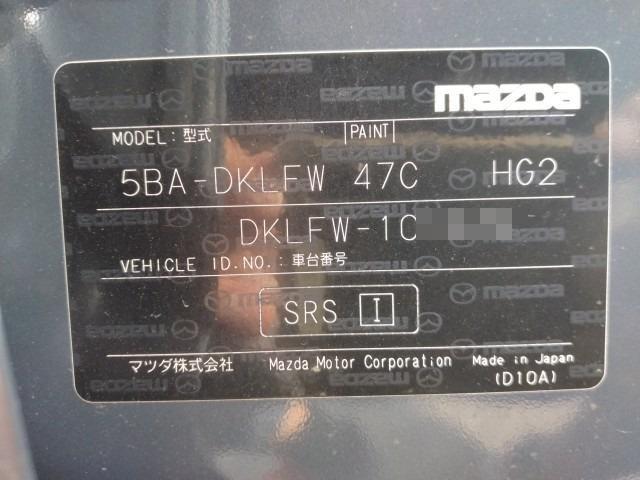 mazda
MODEL: 型式 PAINT
5BA-DKLFW 47C HG2
DKLFW-1
VEHICLE ID.NO.: 車台番号
SRS I
マツダ株式会社 Mazda Motor Corporation Made in Japan
(D10A)